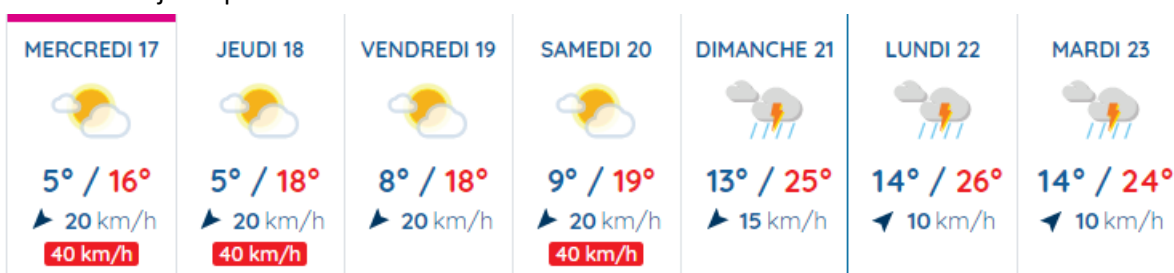 MERCREDI 17
5° / 16°
20 km/h
40 km/h
JEUDI 18
5° / 18°
20 km/h
40 km/h
VENDREDI 19
8° / 18°
20 km/h
SAMEDI 20
9° / 19°
20 km/h
40 km/h
DIMANCHE 21
13° / 25°
15 km/h
LUNDI 22
14° / 26°
10 km/h
MARDI 23
14° / 24°
10 km/h